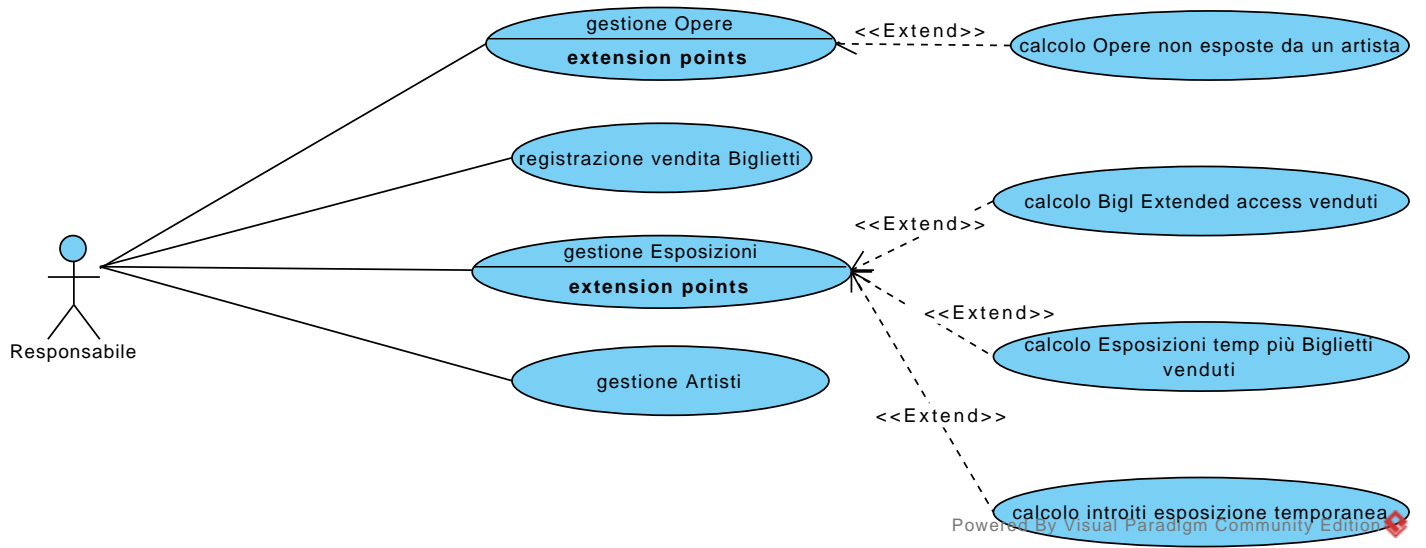 gestione Opere
extension points
<<Extend>>
calcolo Opere non esposte da un artista
registrazione vendita Biglietti
calcolo Bigl Extended access venduti
<<Extend>>
gestione Esposizioni
extension points
<<Extend>>
calcolo Esposizioni temp più Biglietti
venduti
Responsabile
gestione Artisti
<<Extend>>
calcolo introiti esposizione temporanea
Powered By Visual Paradigm Community Edition